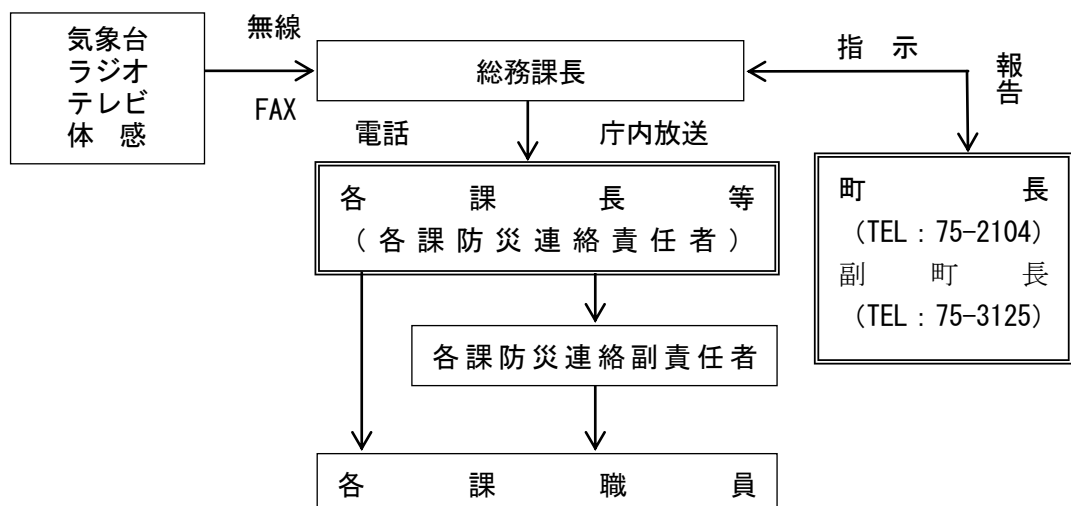 気象台
ラジオ
テレビ
体 感
無線
FAX
総務課長
指 示
報告
電話
庁内放送
各課長等
(各課防災連絡責任者)
町長
(TEL:75-2104)
副町長
(TEL:75-3125)
各課防災連絡副責任者
各課職員